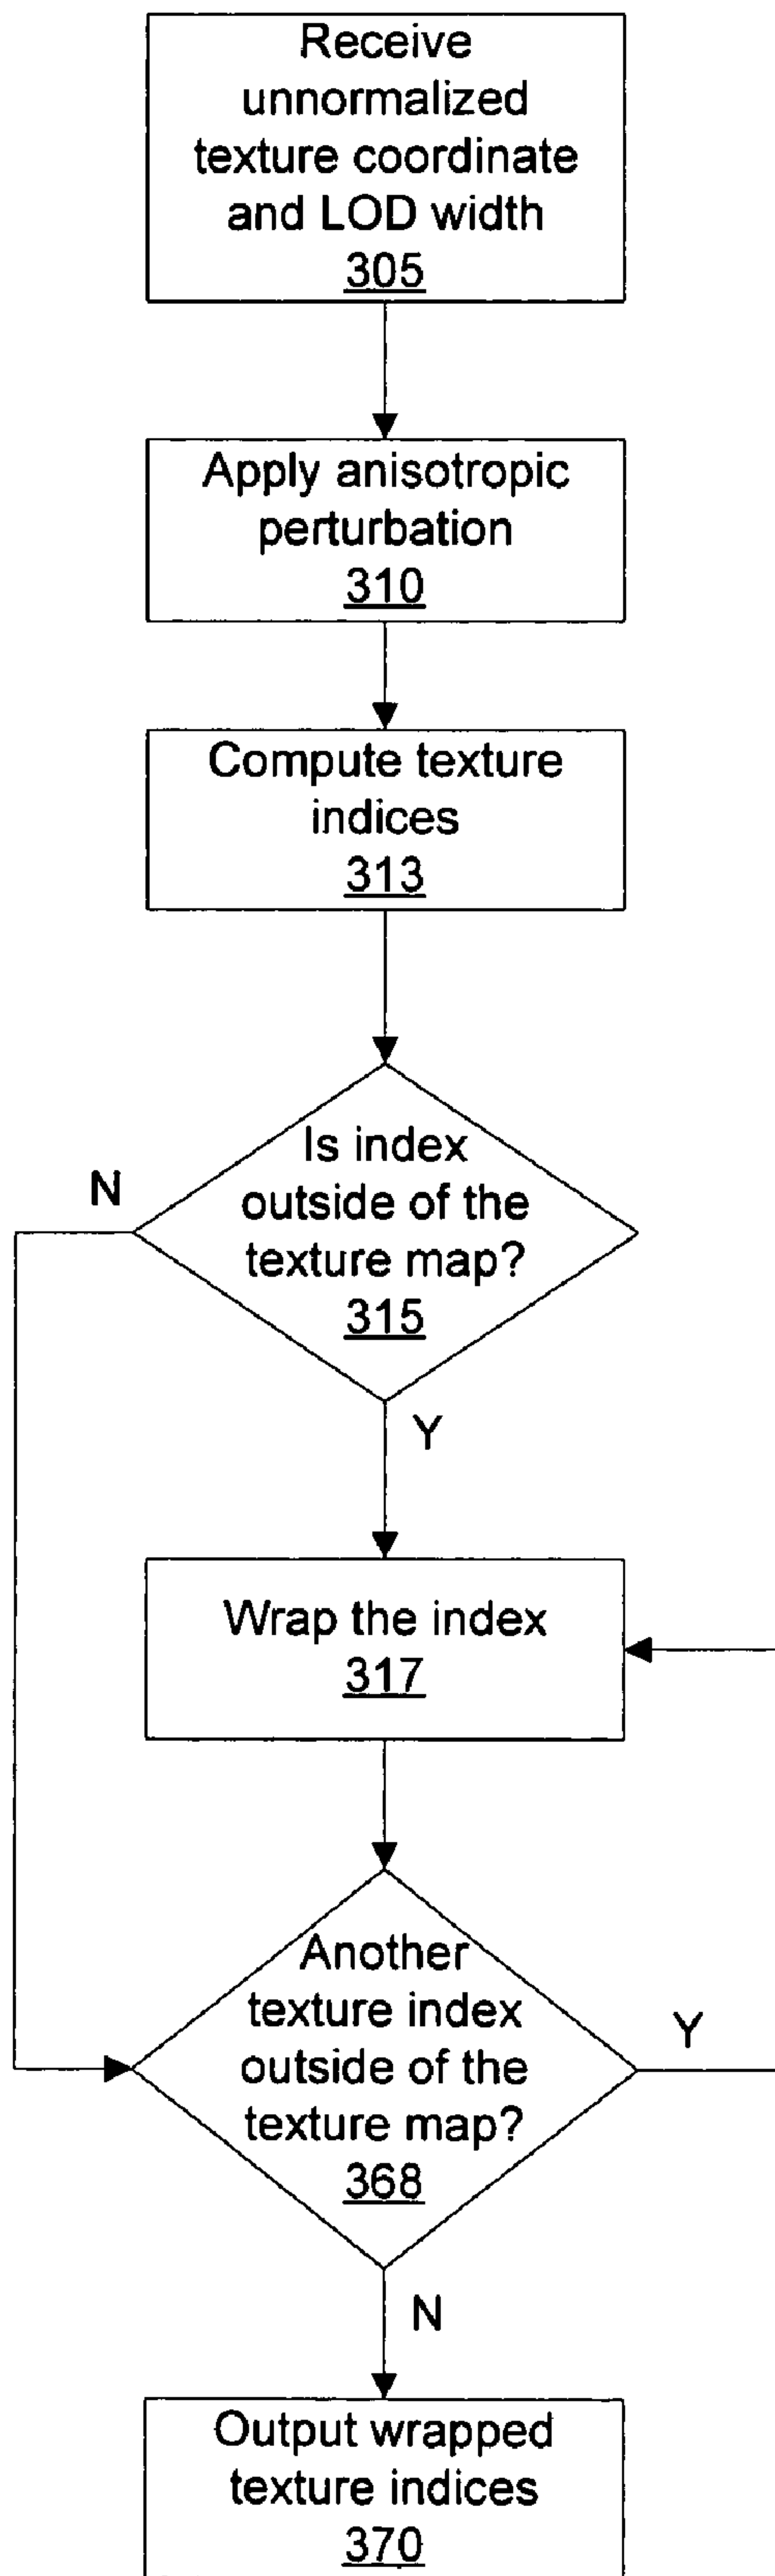 Receive
unnormalized
texture coordinate
and LOD width
305
Apply anisotropic
perturbation
310
Compute texture
indices
313
Is index
outside of the
texture map?
315
N
Y
Wrap the index
317
Another
texture index
outside of the
texture map?
368
Y
N
Output wrapped
texture indices
370